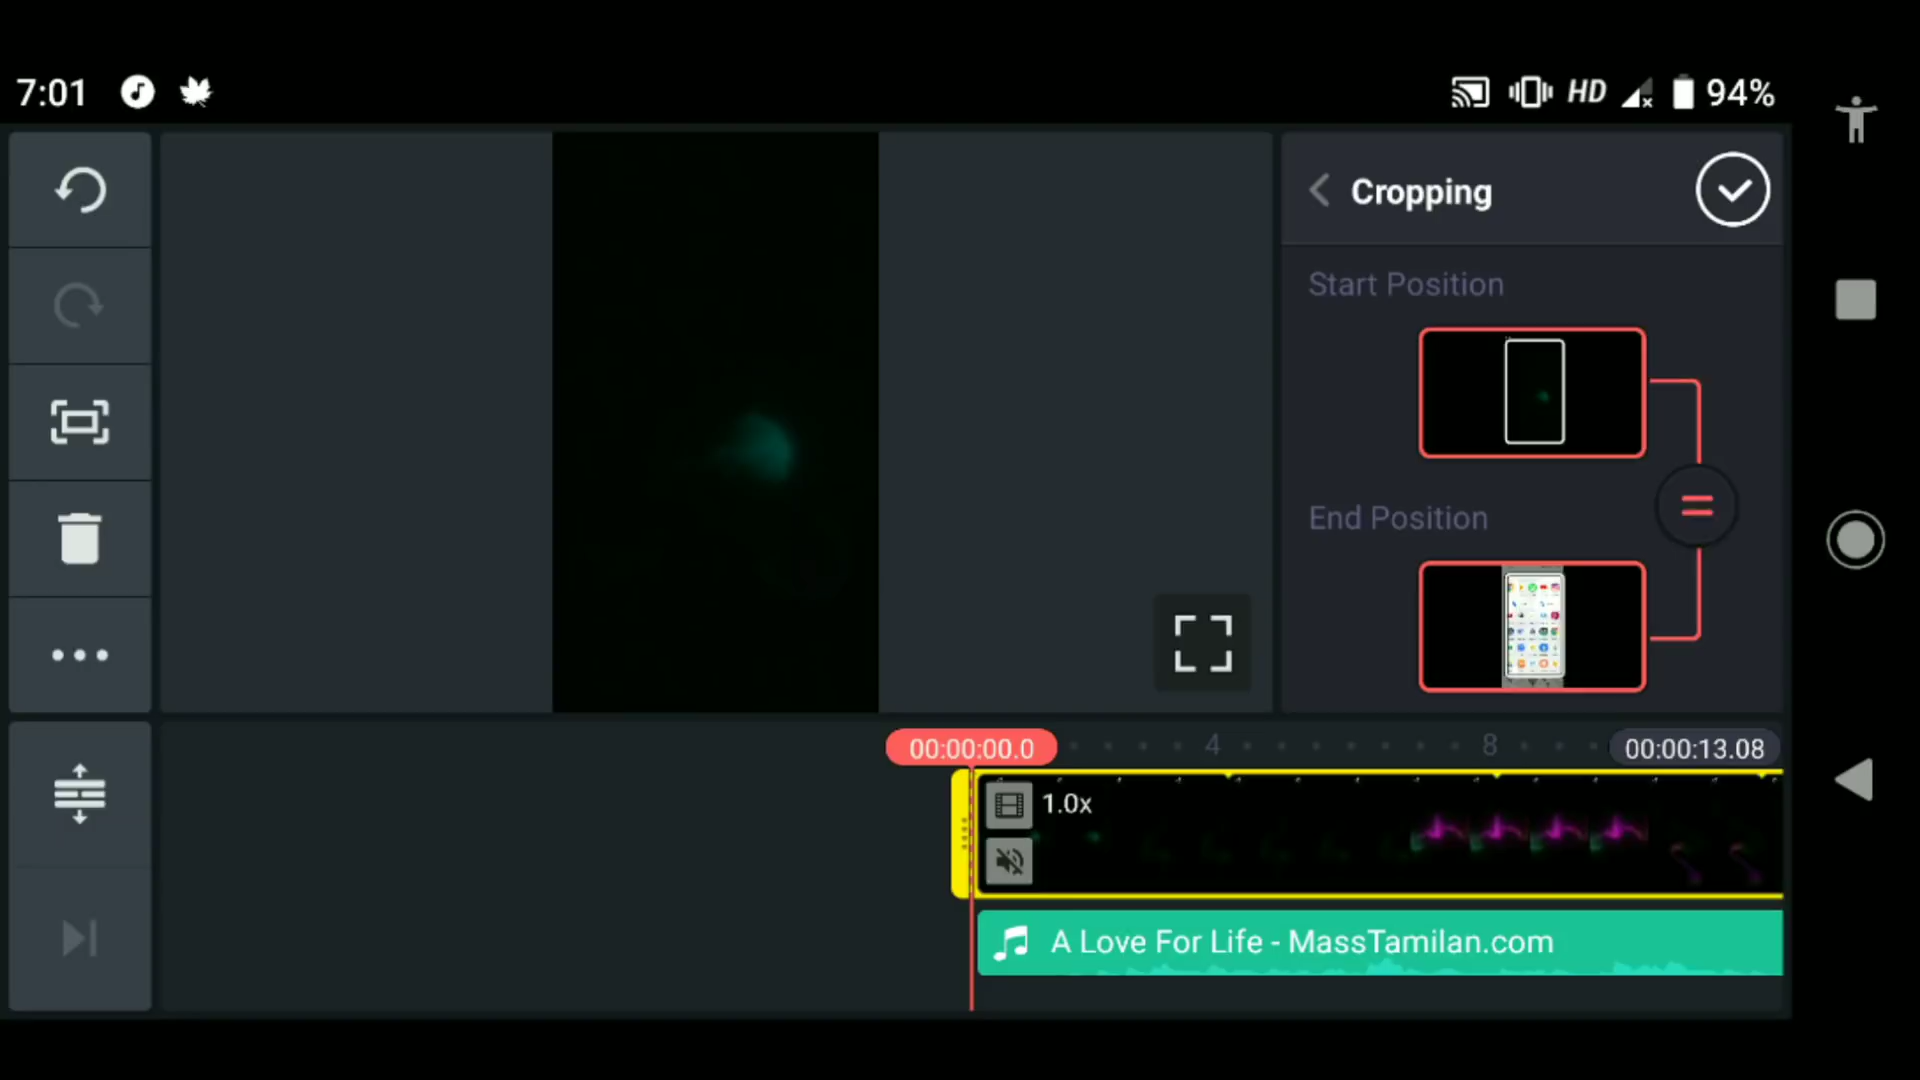 7:01
HD
94%
Cropping
Start Position
End Position
00:00:00.0
4
8
00:00:13.08
1.0x
A Love For Life - MassTamilan.com